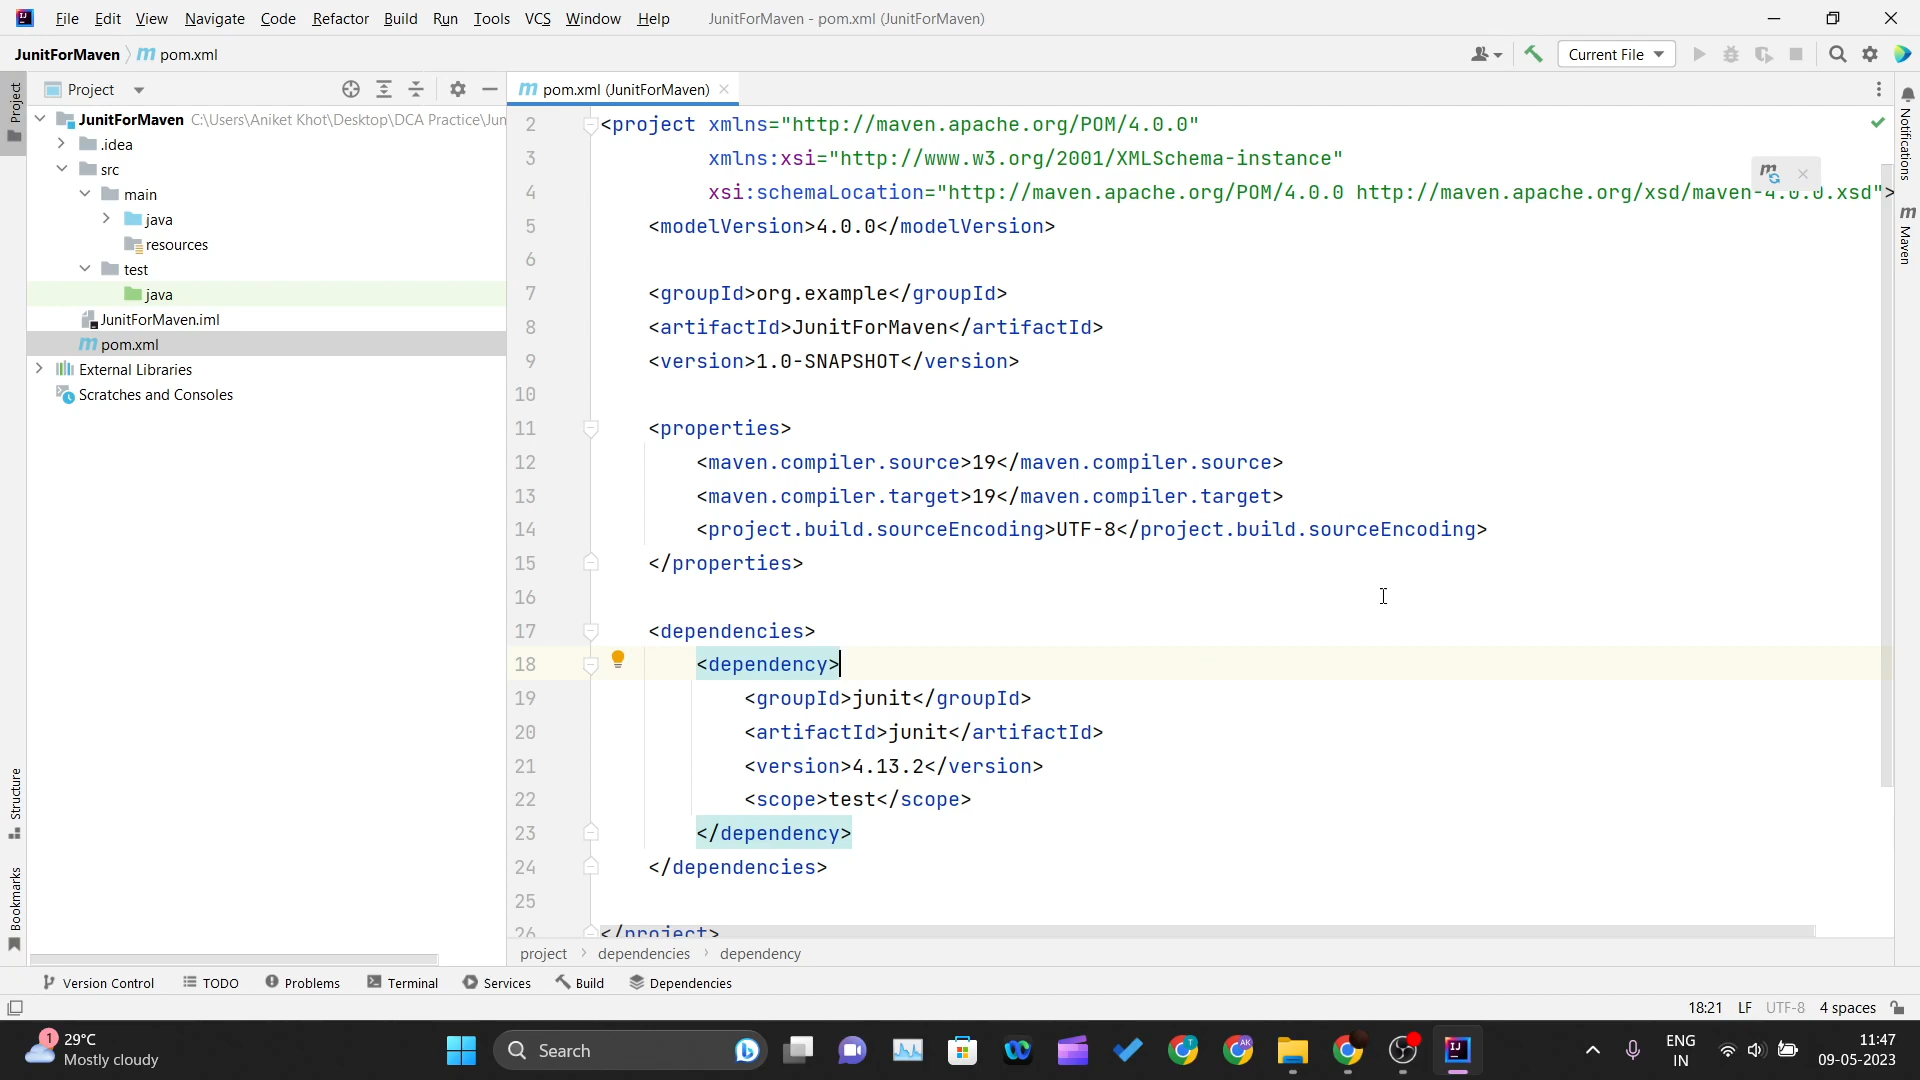 File Edit View Navigate Code Refactor Build Run Tools VCS Window Help JunitForMaven - pom.xml (JunitForMaven)
JunitForMaven pom.xml Current File
Project Project pom.xml (JunitForMaven) Notifications
JunitForMaven C:\Users\Aniket Khot\Desktop\DCA Practice\Jun
.idea
src
main
java
resources
test
java
JunitForMaven.iml
pom.xml
External Libraries
Scratches and Consoles
2 <project xmlns="http://maven.apache.org/POM/4.0.0"
3 xmlns:xsi="http://www.w3.org/2001/XMLSchema-instance"
4 xsi:schemaLocation="http://maven.apache.org/POM/4.0.0 http://maven.apache.org/xsd/maven-4.0.0.xsd">
5 <modelVersion>4.0.0</modelVersion>
6
7 <groupId>org.example</groupId>
8 <artifactId>JunitForMaven</artifactId>
9 <version>1.0-SNAPSHOT</version>
10
11 <properties>
12 <maven.compiler.source>19</maven.compiler.source>
13 <maven.compiler.target>19</maven.compiler.target>
14 <project.build.sourceEncoding>UTF-8</project.build.sourceEncoding>
15 </properties>
16
17 <dependencies>
18 <dependency>
19 <groupId>junit</groupId>
20 <artifactId>junit</artifactId>
21 <version>4.13.2</version>
22 <scope>test</scope>
23 </dependency>
24 </dependencies>
25
26 </project>
Maven
Structure
Bookmarks
project dependencies dependency
Version Control TODO Problems Terminal Services Build Dependencies
18:21 LF UTF-8 4 spaces
1 29°C
Mostly cloudy
Search
ENG
IN
11:47
09-05-2023